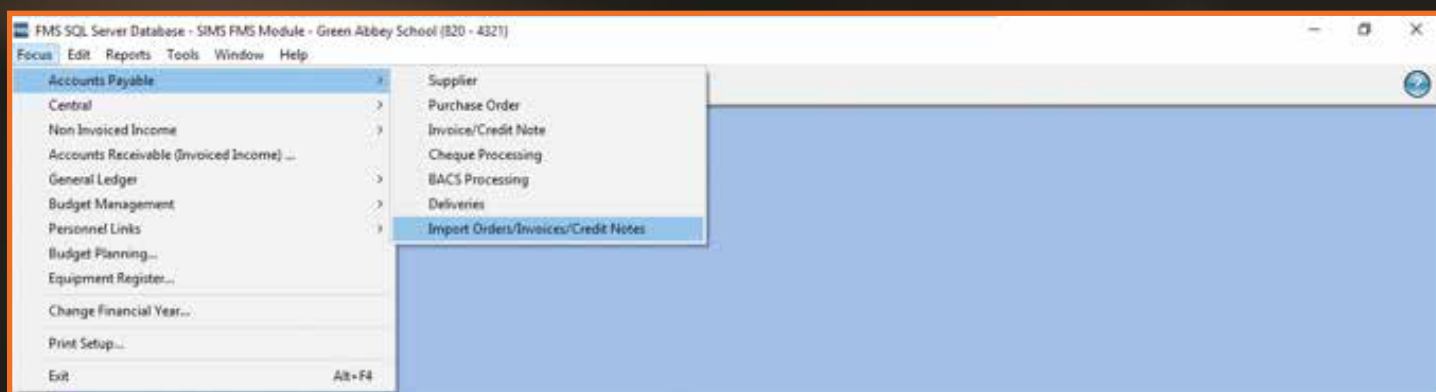 FMS SQL Server Database - SIMS FMS Module - Green Abbey School (820 - 4321)
Focus Edit Reports Tools Window Help
Accounts Payable
Central
Non Invoiced Income
Accounts Receivable (Invoiced Income) ...
General Ledger
Budget Management
Personnel Links
Budget Planning...
Equipment Register...
Change Financial Year...
Print Setup...
Exit Alt+F4
Supplier
Purchase Order
Invoice/Credit Note
Cheque Processing
BACS Processing
Deliveries
Import Orders/Invoices/Credit Notes